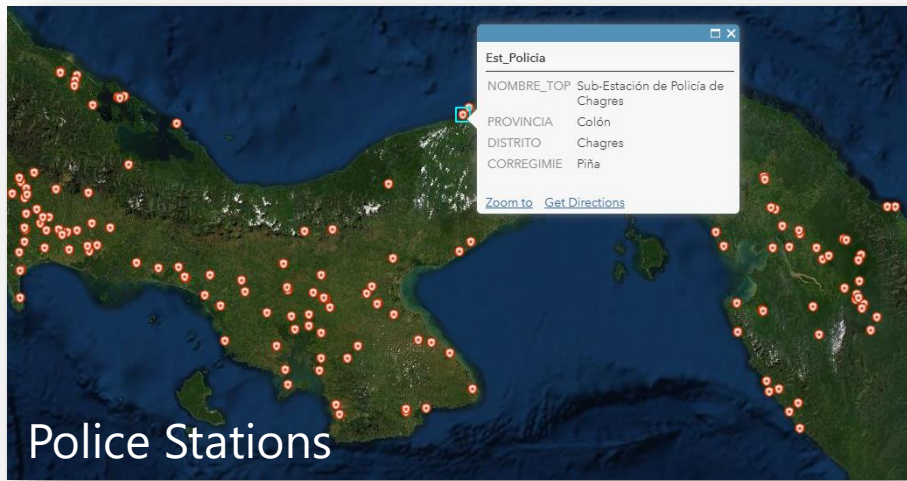 Est_Policia
NOMBRE_TOP Sub-Estación de Policía de
Chagres
PROVINCIA Colón
DISTRITO Chagres
CORREGIMIE Piña
Zoom to Get Directions
Police Stations